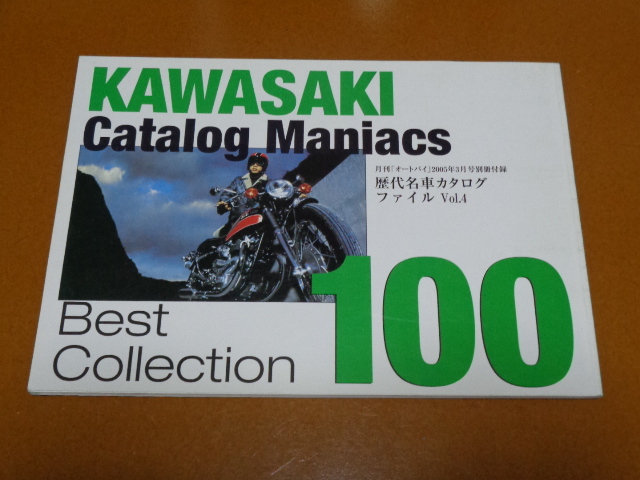 KAWASAKI
Catalog Maniacs
月刊「オートバイ」2005年3月号別冊付録
歴代名車カタログ
ファイル Vol.4
Best
Collection
100